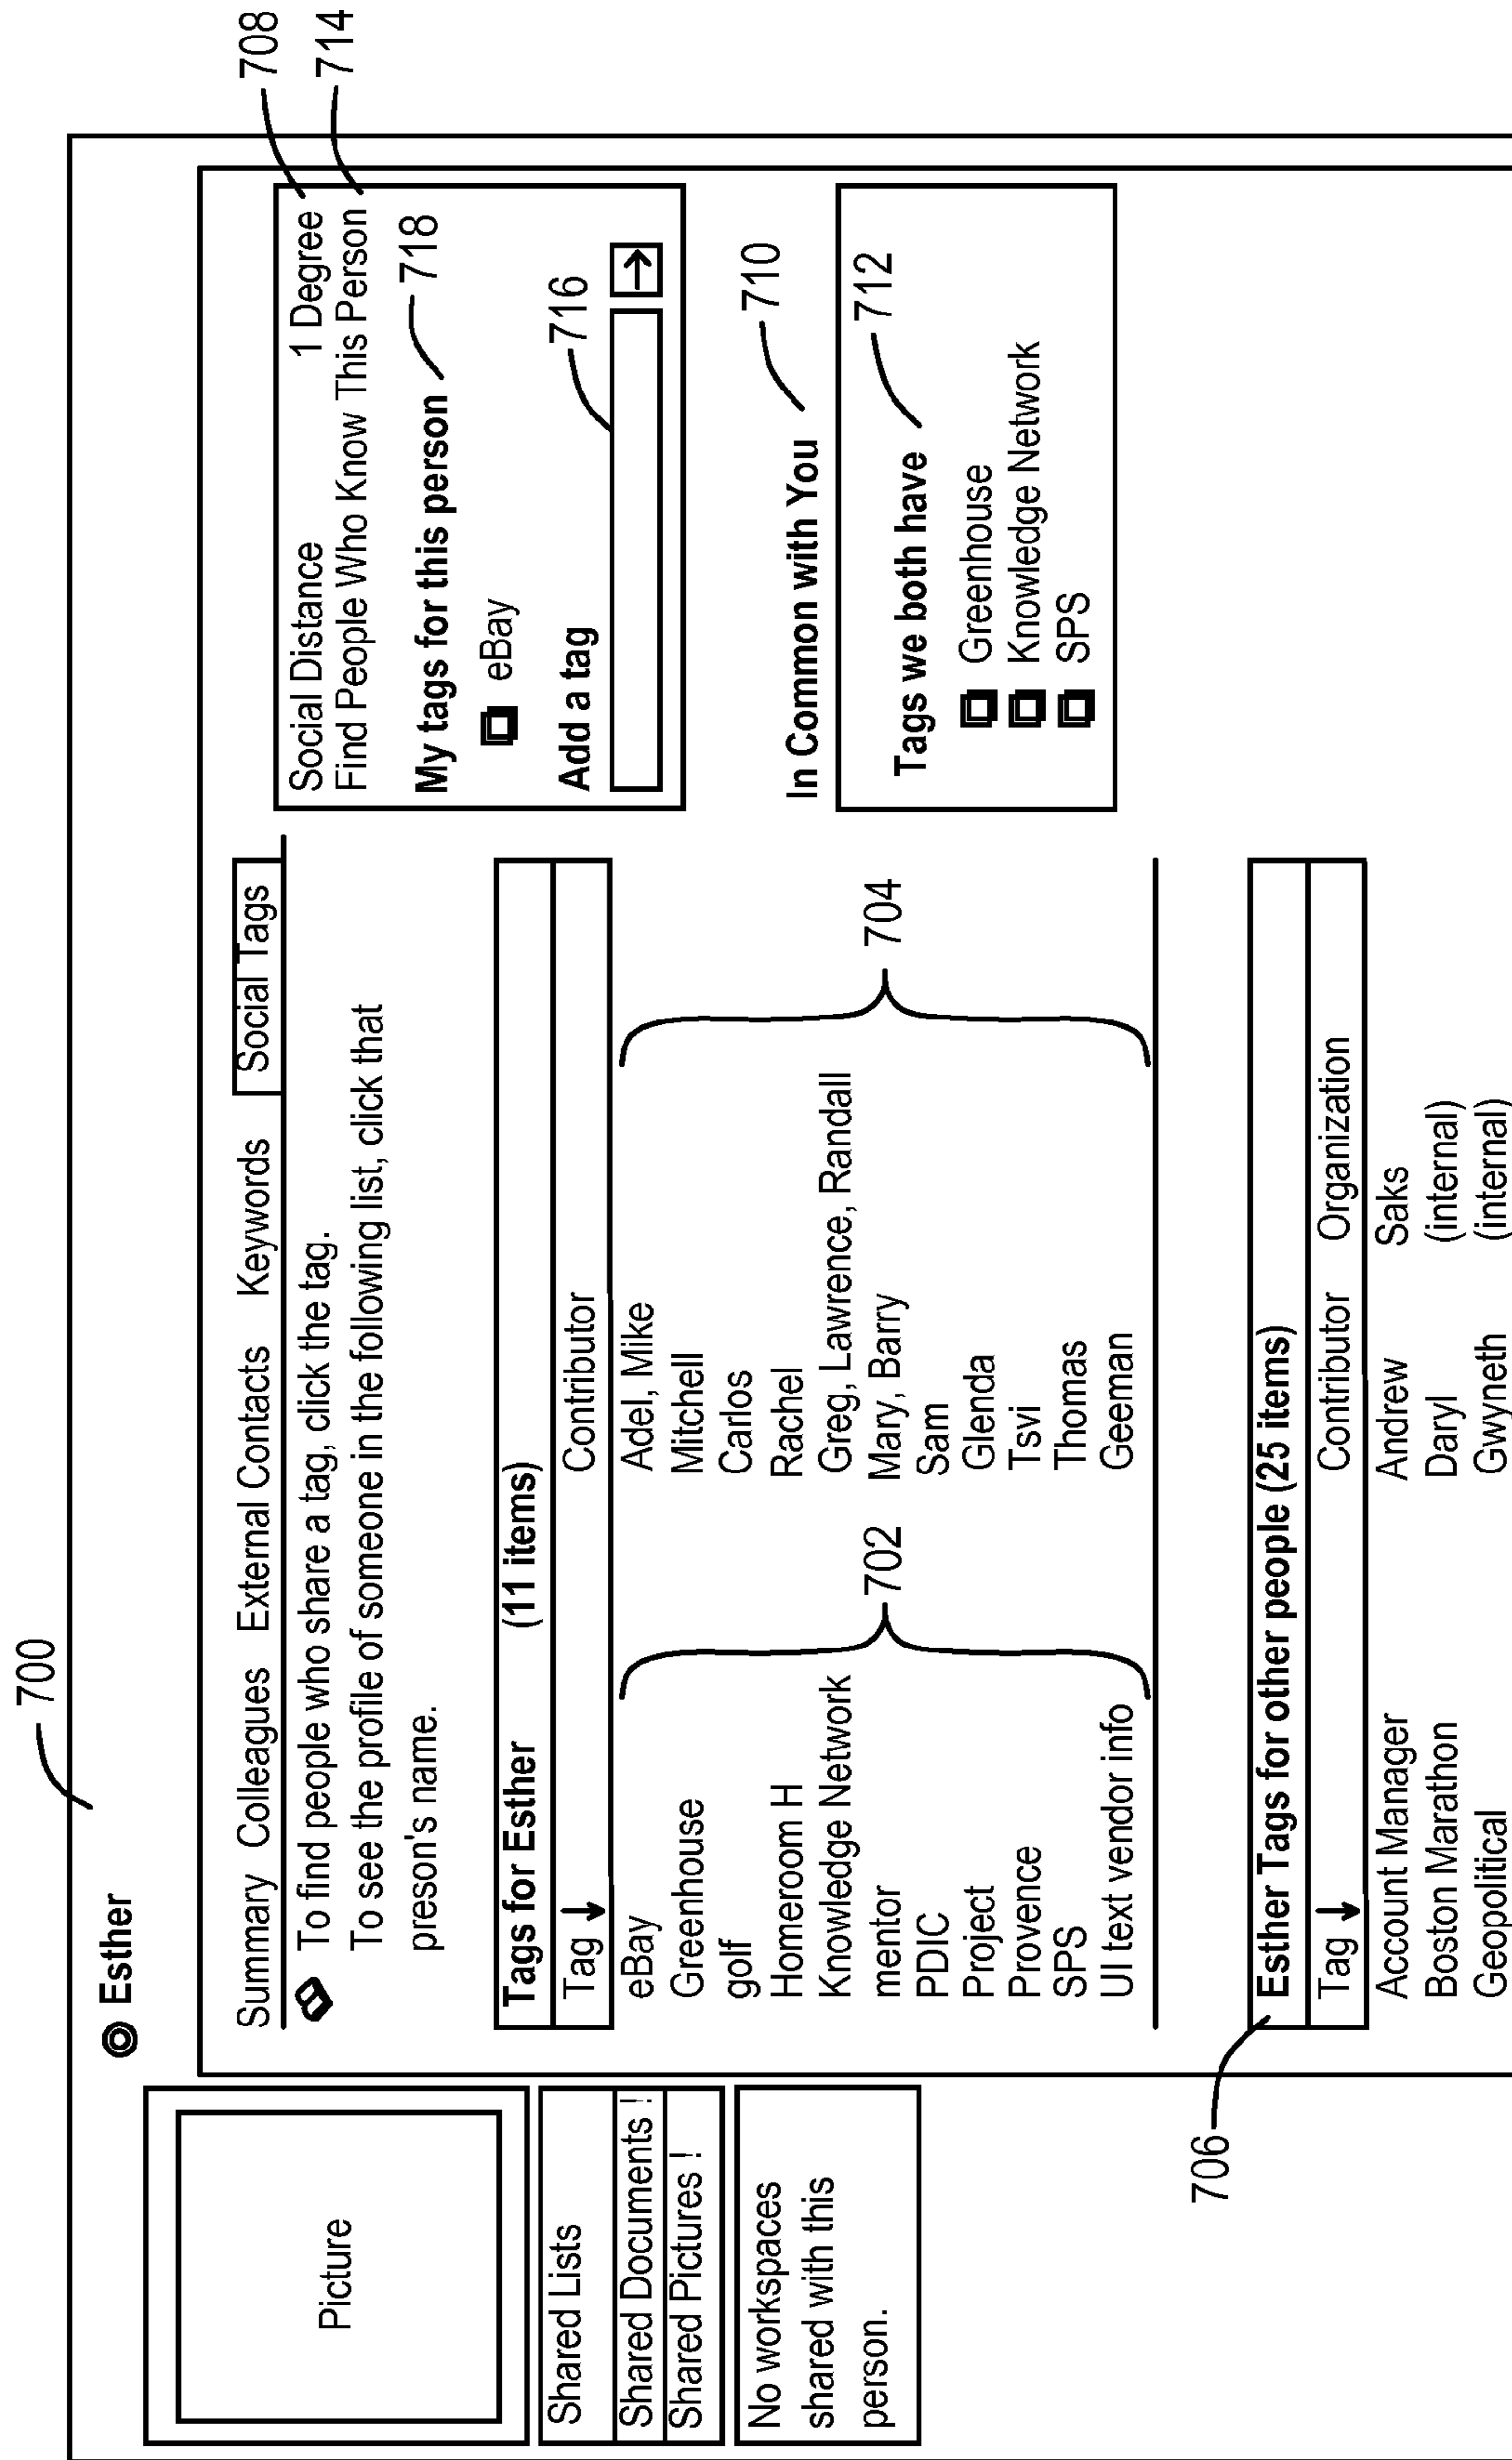 700
Esther
Picture
Shared Lists
Shared Documents !
Shared Pictures !
No workspaces
shared with this
person.
Summary Colleagues External Contacts Keywords Social Tags
To find people who share a tag, click the tag.
To see the profile of someone in the following list, click that
preson's name.
Tags for Esther (11 items)
Tag ↓ Contributor
eBay Adel, Mike
Greenhouse Mitchell
golf Carlos
Homeroom H Rachel
Knowledge Network Greg, Lawrence, Randall
mentor Mary, Barry
PDIC Sam
Project Glenda
Provence Tsvi
SPS Thomas
UI text vendor info Geeman
702
704
706
Esther Tags for other people (25 items)
Tag ↓ Contributor Organization
Account Manager Andrew Saks
Boston Marathon Daryl (internal)
Geopolitical Gwyneth (internal)
Social Distance 1 Degree
708
Find People Who Know This Person
714
My tags for this person
718
eBay
Add a tag
716
→
In Common with You
710
Tags we both have
712
Greenhouse
Knowledge Network
SPS